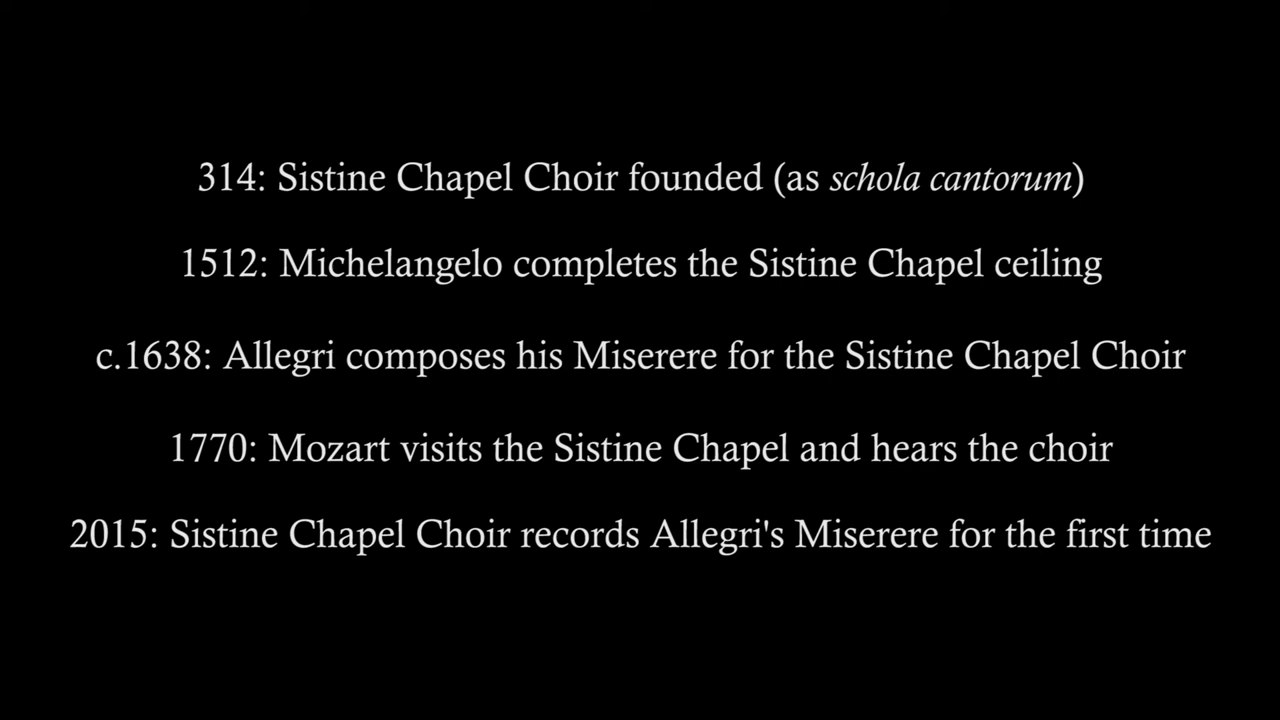 314: Sistine Chapel Choir founded (as schola cantorum)
1512: Michelangelo completes the Sistine Chapel ceiling
c.1638: Allegri composes his Miserere for the Sistine Chapel Choir
1770: Mozart visits the Sistine Chapel and hears the choir
2015: Sistine Chapel Choir records Allegri's Miserere for the first time